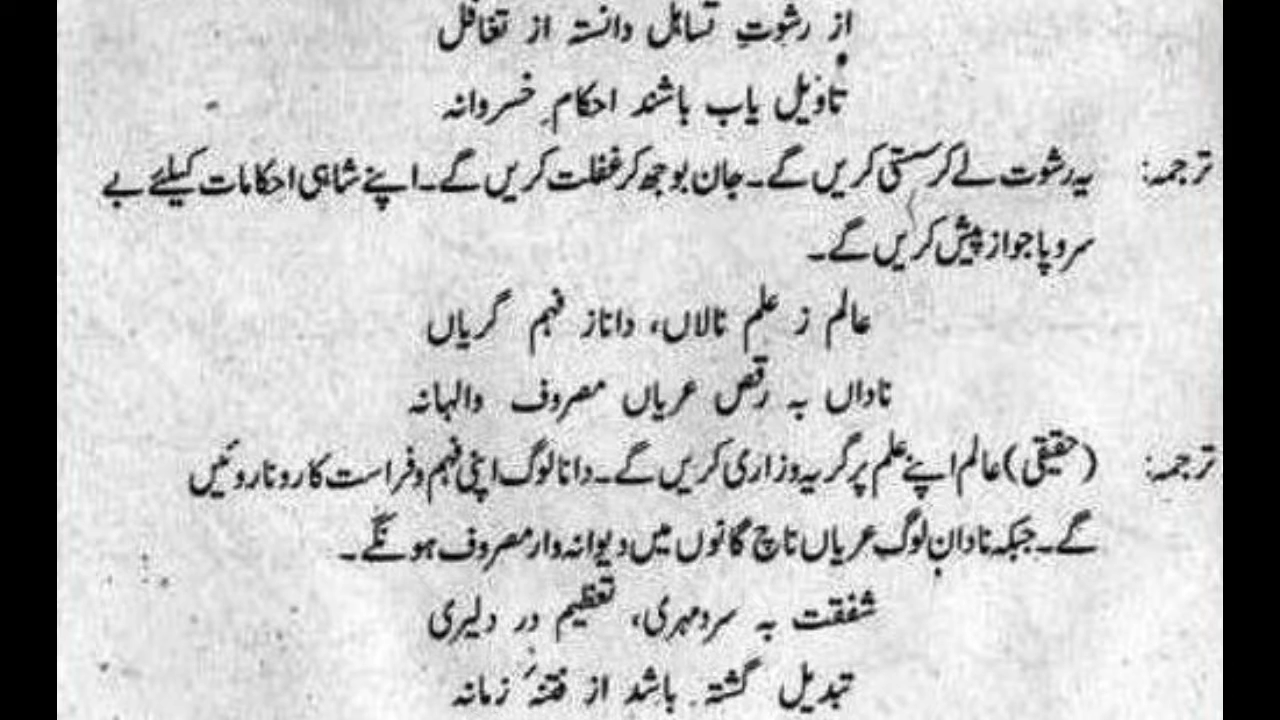 از رشوتِ تساہل دانستہ از تغافل
تاویل یاب باشند احکامِ خسروانہ
ترجمہ: یہ رشوت لے کر سستی کریں گے۔ جان بوجھ کر غفلت کریں گے۔ اپنے شاہی احکامات کیلئے بے
سروپا جواز پیش کریں گے۔
عالم ز علم نالاں، داناز فہم گریاں
ناداں بہ رقص عریاں مصروف والہانہ
ترجمہ: (حقیقی) عالم اپنے علم پر گریہ وزاری کریں گے۔ دانا لوگ اپنی فہم وفراست کا رونا روئیں
گے۔ جبکہ نادان لوگ عریاں ناچ گانوں میں دیوانہ وار مصروف ہونگے۔
شفقت بہ سردمہری، تعظیم در دلیری
تبدیل گشتہ باشد از فتنۂ زمانہ